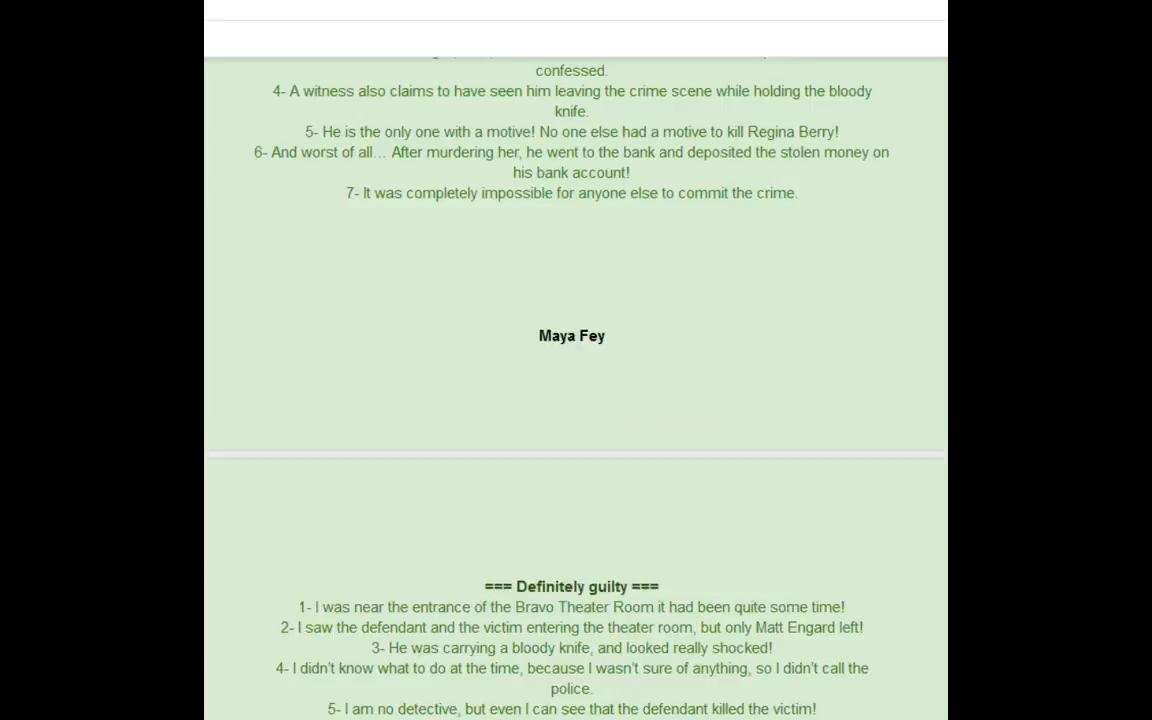 confessed.
4- A witness also claims to have seen him leaving the crime scene while holding the bloody
knife.
5- He is the only one with a motive! No one else had a motive to kill Regina Berry!
6- And worst of all… After murdering her, he went to the bank and deposited the stolen money on
his bank account!
7- It was completely impossible for anyone else to commit the crime.
Maya Fey
=== Definitely guilty ===
1- I was near the entrance of the Bravo Theater Room it had been quite some time!
2- I saw the defendant and the victim entering the theater room, but only Matt Engard left!
3- He was carrying a bloody knife, and looked really shocked!
4- I didn’t know what to do at the time, because I wasn’t sure of anything, so I didn’t call the
police.
5- I am no detective, but even I can see that the defendant killed the victim!